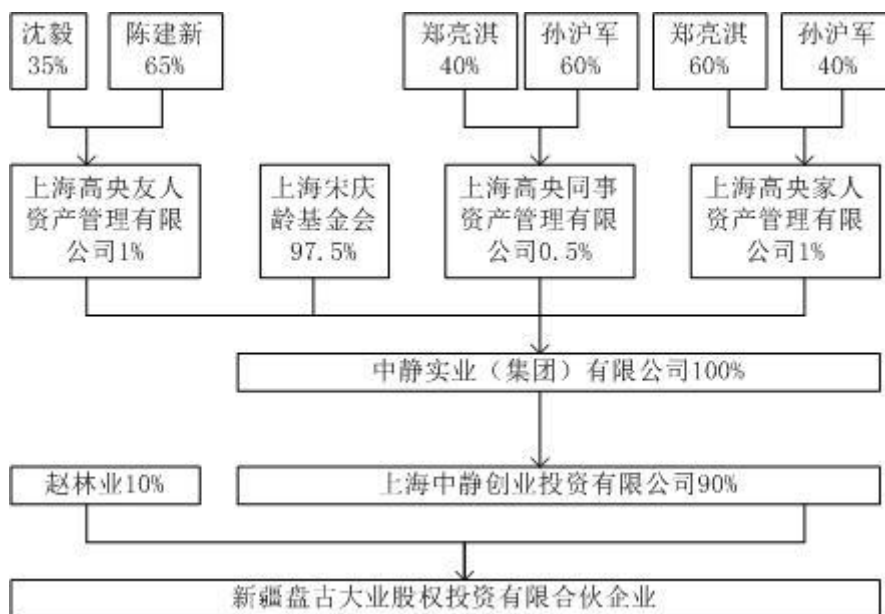 沈毅
35%
陈建新
65%
郑亮淇
40%
孙沪军
60%
郑亮淇
60%
孙沪军
40%
上海高央友人
资产管理有限
公司1%
上海宋庆
龄基金会
97.5%
上海高央同事
资产管理有限
公司0.5%
上海高央家人
资产管理有限
公司1%
中静实业（集团）有限公司100%
赵林业10%
上海中静创业投资有限公司90%
新疆盘古大业股权投资有限合伙企业